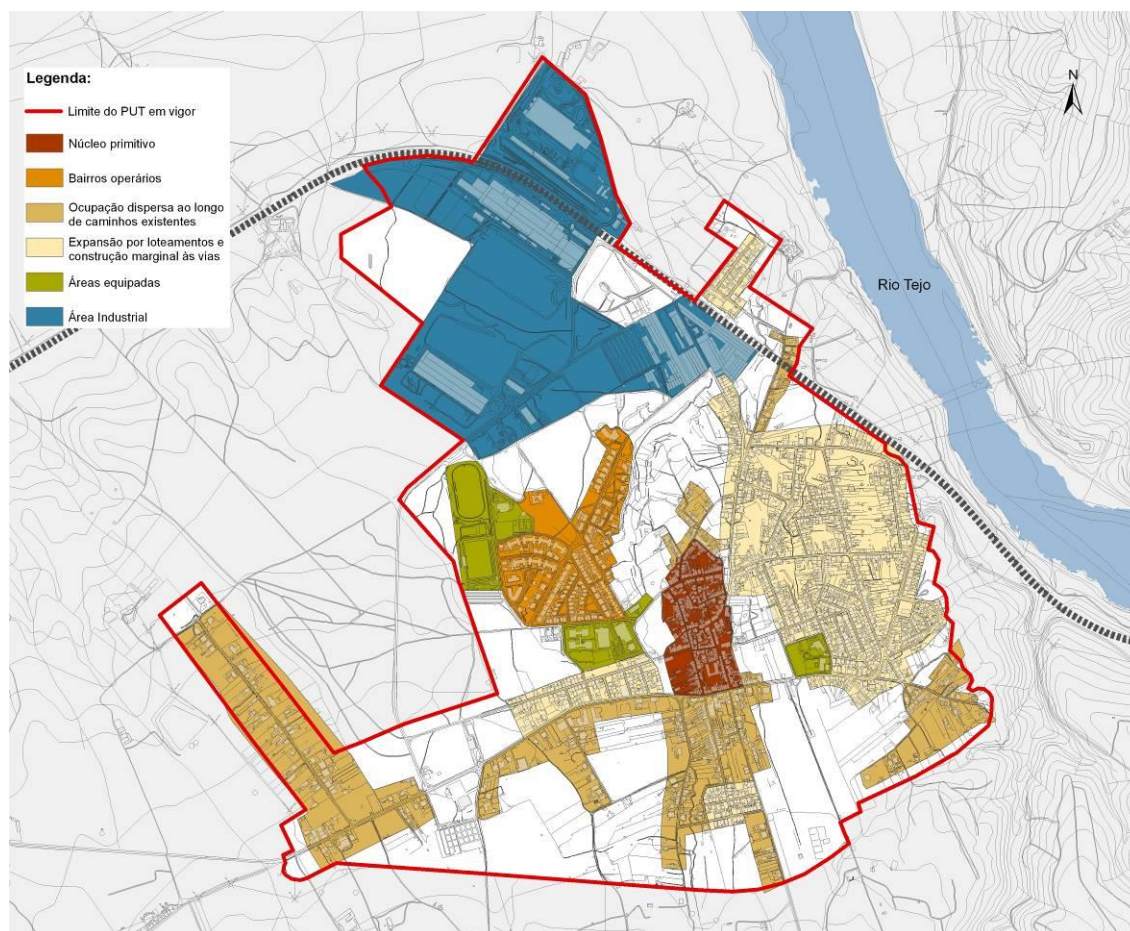 Legenda:
Limite do PUT em vigor
Núcleo primitivo
Bairros operários
Ocupação dispersa ao longo
de caminhos existentes
Expansão por loteamentos e
construção marginal às vias
Áreas equipadas
Área Industrial
N
Rio Tejo